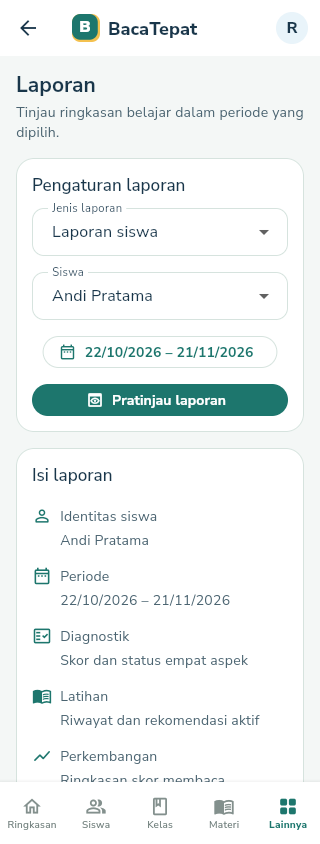 B BacaTepat R
Laporan
Tinjau ringkasan belajar dalam periode yang
dipilih.
Pengaturan laporan
Jenis laporan
Laporan siswa
Siswa
Andi Pratama
22/10/2026 – 21/11/2026
Pratinjau laporan
Isi laporan
Identitas siswa
Andi Pratama
Periode
22/10/2026 – 21/11/2026
Diagnostik
Skor dan status empat aspek
Latihan
Riwayat dan rekomendasi aktif
Perkembangan
Ringkasan skor membaca
Ringkasan Siswa Kelas Materi Lainnya